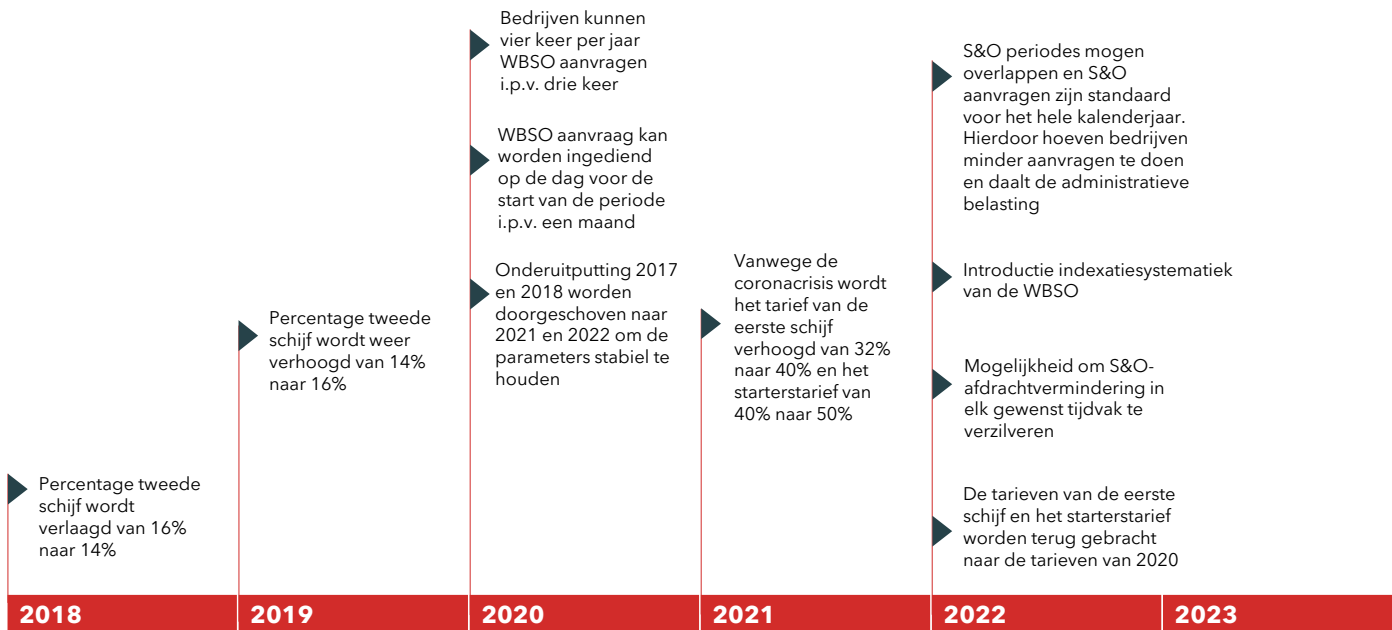 Percentage tweede
schijf wordt
verlaagd van 16%
naar 14%
Percentage tweede
schijf wordt weer
verhoogd van 14%
naar 16%
Bedrijven kunnen
vier keer per jaar
WBSO aanvragen
i.p.v. drie keer
WBSO aanvraag kan
worden ingediend
op de dag voor de
start van de periode
i.p.v. een maand
Onderuitputting 2017
en 2018 worden
doorgeschoven naar
2021 en 2022 om de
parameters stabiel te
houden
Vanwege de
coronacrisis wordt
het tarief van de
eerste schijf
verhoogd van 32%
naar 40% en het
starterstarief van
40% naar 50%
S&O periodes mogen
overlappen en S&O
aanvragen zijn standaard
voor het hele kalenderjaar.
Hierdoor hoeven bedrijven
minder aanvragen te doen
en daalt de administratieve
belasting
Introductie indexatiesystematiek
van de WBSO
Mogelijkheid om S&O-
afdrachtvermindering in
elk gewenst tijdvak te
verzilveren
De tarieven van de eerste
schijf en het starterstarief
worden terug gebracht
naar de tarieven van 2020
2018
2019
2020
2021
2022
2023